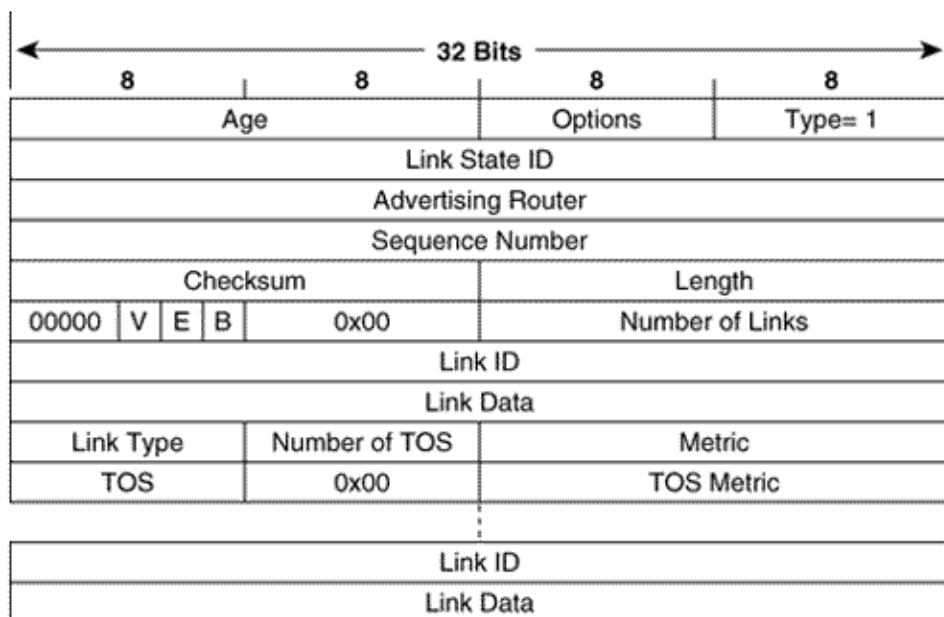 32 Bits
8 8 8 8
Age Options Type= 1
Link State ID
Advertising Router
Sequence Number
Checksum Length
00000 V E B 0x00 Number of Links
Link ID
Link Data
Link Type Number of TOS Metric
TOS 0x00 TOS Metric
Link ID
Link Data